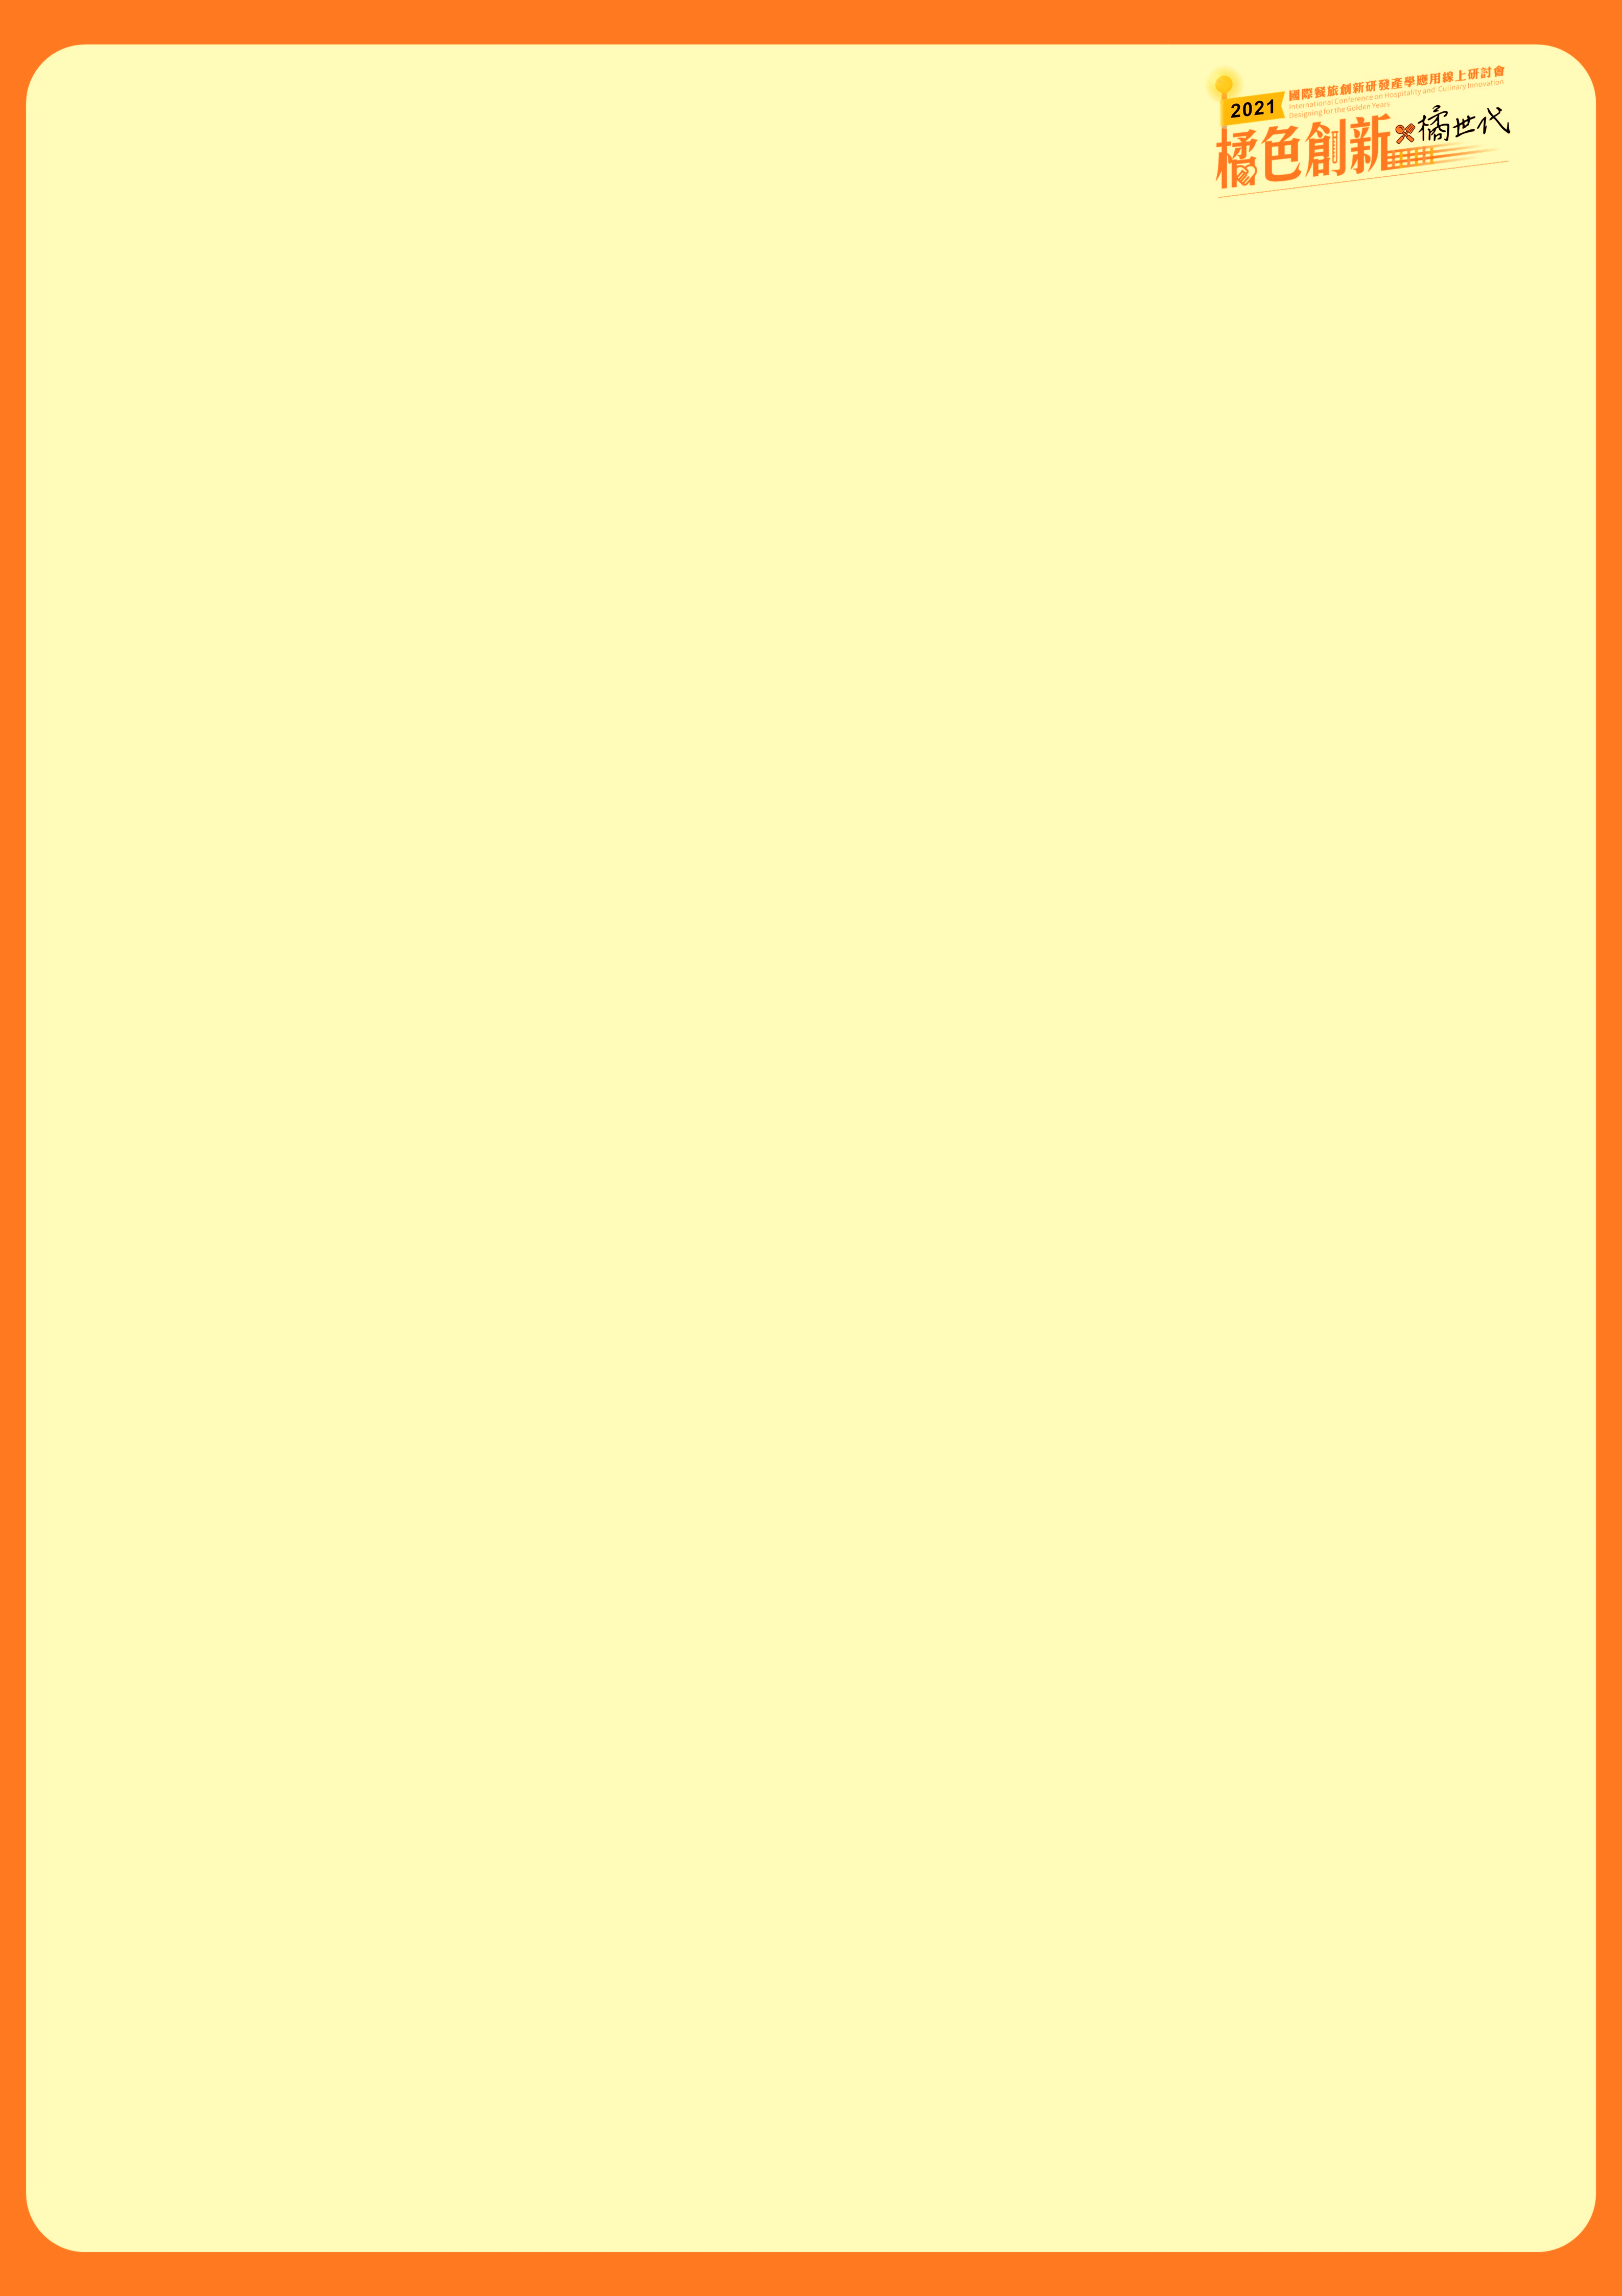 2021
國際餐旅創新研發產學應用線上研討會
International Conference on Hospitality and Culinary Innovation
Designing for the Golden Years
橘色創新
橘世代